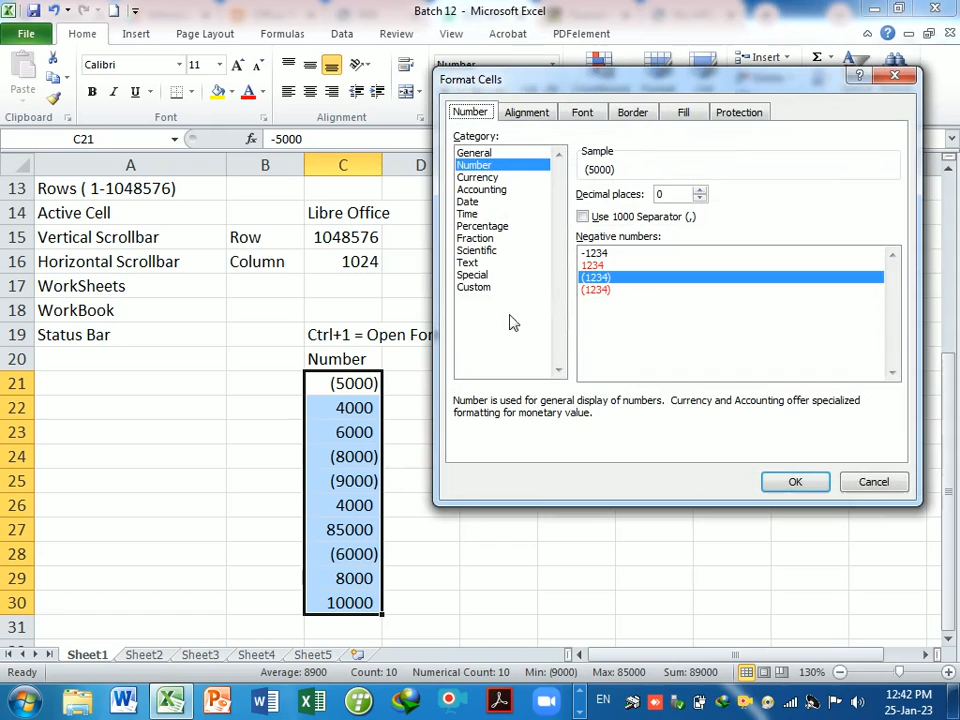 Batch 12 - Microsoft Excel
File Home Insert Page Layout Formulas Data Review View Acrobat PDFelement
Paste
Calibri 11
B I U
Clipboard Font Alignment
Insert
C21 fx -5000
A B C D
13 Rows ( 1-1048576)
14 Active Cell Libre Office
15 Vertical Scrollbar Row 1048576
16 Horizontal Scrollbar Column 1024
17 WorkSheets
18 WorkBook
19 Status Bar Ctrl+1 = Open For
20 Number
21 (5000)
22 4000
23 6000
24 (8000)
25 (9000)
26 4000
27 85000
28 (6000)
29 8000
30 10000
31
Format Cells
Number Alignment Font Border Fill Protection
Category:
General
Number
Currency
Accounting
Date
Time
Percentage
Fraction
Scientific
Text
Special
Custom
Sample
(5000)
Decimal places: 0
Use 1000 Separator (,)
Negative numbers:
-1234
1234
(1234)
(1234)
Number is used for general display of numbers. Currency and Accounting offer specialized
formatting for monetary value.
OK Cancel
Sheet1 Sheet2 Sheet3 Sheet4 Sheet5
Ready Average: 8900 Count: 10 Numerical Count: 10 Min: (9000) Max: 85000 Sum: 89000 130%
EN
12:42 PM
25-Jan-23